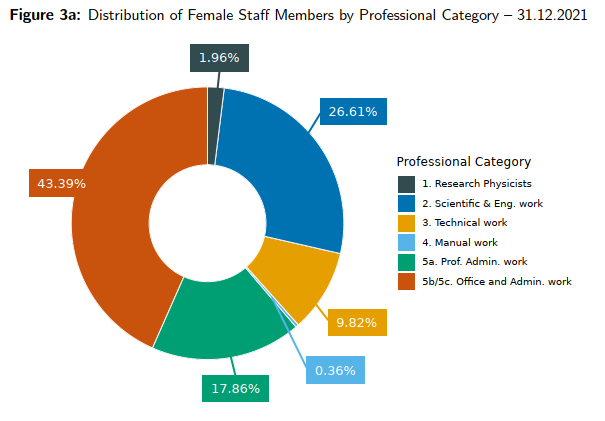 Figure 3a: Distribution of Female Staff Members by Professional Category – 31.12.2021
1.96%
26.61%
43.39%
9.82%
0.36%
17.86%
Professional Category
1. Research Physicists
2. Scientific & Eng. work
3. Technical work
4. Manual work
5a. Prof. Admin. work
5b/5c. Office and Admin. work